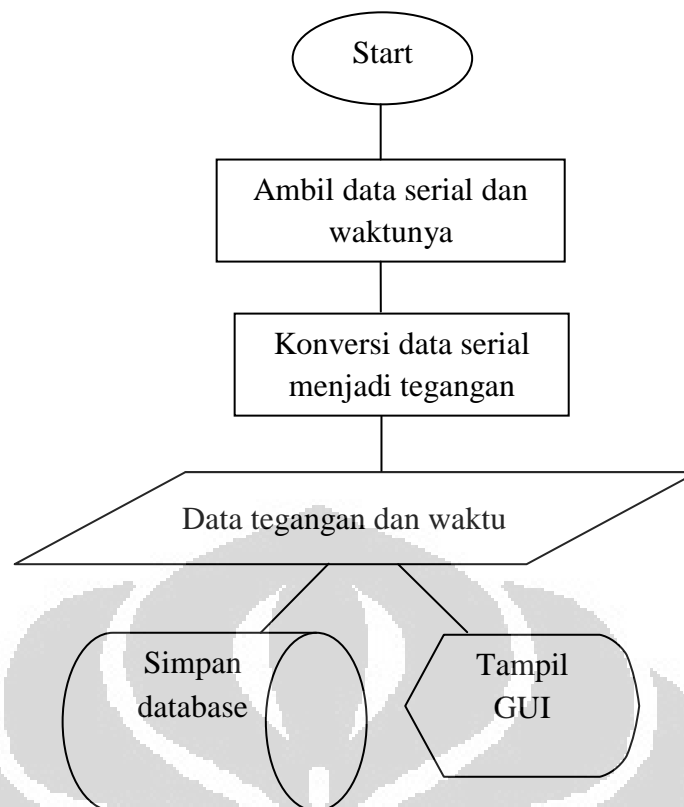 Start
Ambil data serial dan
waktunya
Konversi data serial
menjadi tegangan
Data tegangan dan waktu
Simpan
database
Tampil
GUI